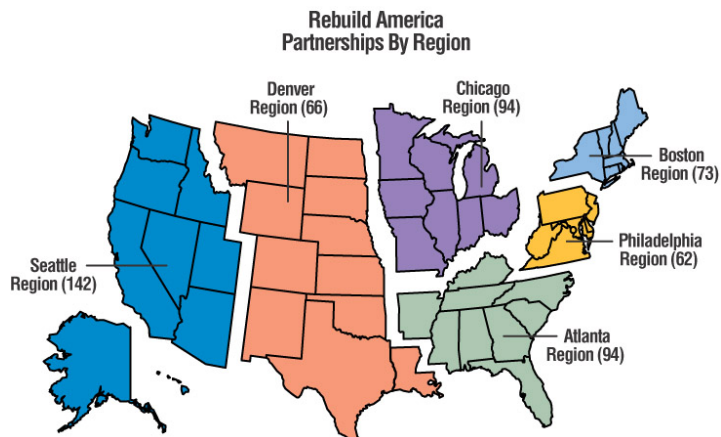 Rebuild America
Partnerships By Region
Denver
Region (66)
Chicago
Region (94)
Boston
Region (73)
Philadelphia
Region (62)
Seattle
Region (142)
Atlanta
Region (94)